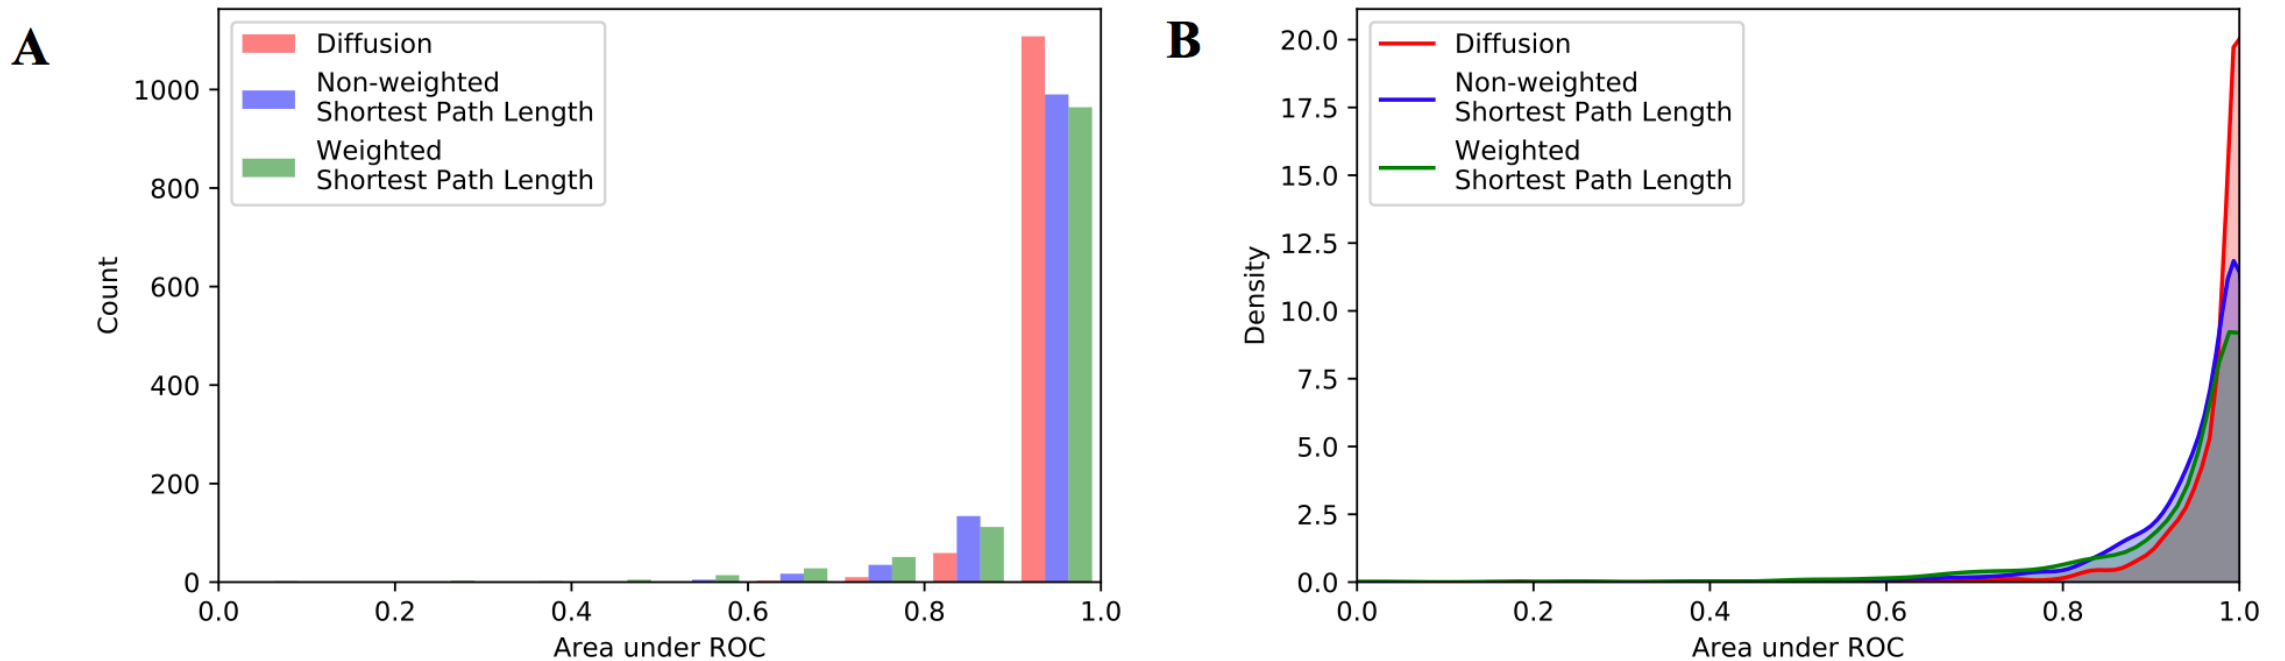 A
Diffusion
Non-weighted
Shortest Path Length
Weighted
Shortest Path Length
Count
1000
800
600
400
200
0
0.0 0.2 0.4 0.6 0.8 1.0
Area under ROC
B
Diffusion
Non-weighted
Shortest Path Length
Weighted
Shortest Path Length
Density
20.0
17.5
15.0
12.5
10.0
7.5
5.0
2.5
0.0
0.0 0.2 0.4 0.6 0.8 1.0
Area under ROC